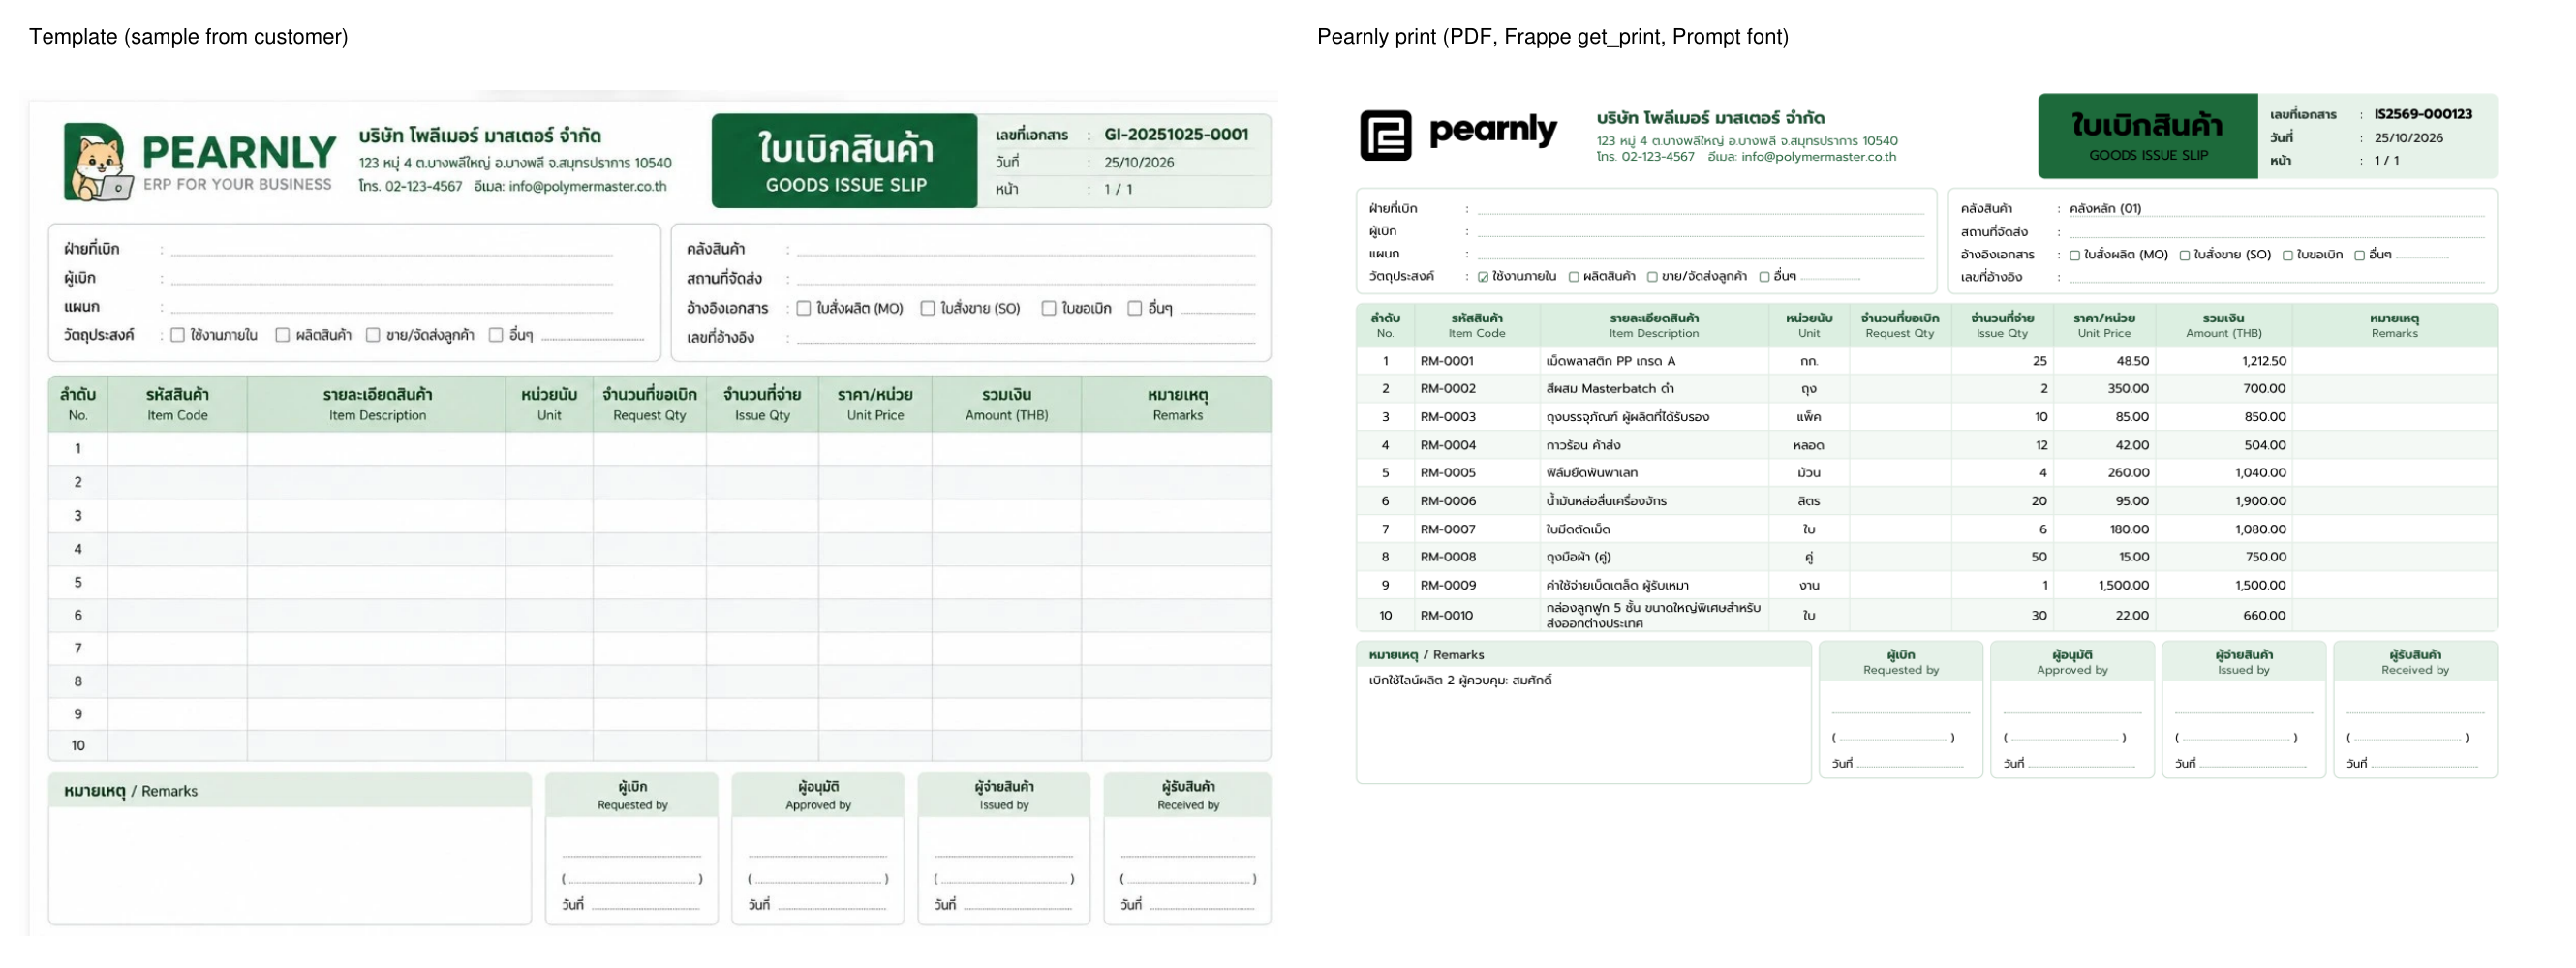 Template (sample from customer)
PEARNLY
ERP FOR YOUR BUSINESS
บริษัท โพลีเมอร์ มาสเตอร์ จำกัด
123 หมู่ 4 ต.บางพลีใหญ่ อ.บางพลี จ.สมุทรปราการ 10540
โทร. 02-123-4567 อีเมล: info@polymermaster.co.th
ใบเบิกสินค้า
GOODS ISSUE SLIP
เลขที่เอกสาร : GI-20251025-0001
วันที่ : 25/10/2026
หน้า : 1 / 1
ฝ่ายที่เบิก :
ผู้เบิก :
แผนก :
วัตถุประสงค์ : ใช้งานภายใน ผลิตสินค้า ขาย/จัดส่งลูกค้า อื่นๆ
คลังสินค้า :
สถานที่จัดส่ง :
อ้างอิงเอกสาร : ใบสั่งผลิต (MO) ใบสั่งขาย (SO) ใบขอเบิก อื่นๆ
เลขที่อ้างอิง :
ลำดับ รหัสสินค้า รายละเอียดสินค้า หน่วยนับ จำนวนที่ขอเบิก จำนวนที่จ่าย ราคา/หน่วย รวมเงิน หมายเหตุ
No. Item Code Item Description Unit Request Qty Issue Qty Unit Price Amount (THB) Remarks
1
2
3
4
5
6
7
8
9
10
หมายเหตุ / Remarks
ผู้เบิก ผู้อนุมัติ ผู้จ่ายสินค้า ผู้รับสินค้า
Requested by Approved by Issued by Received by
( ) ( ) ( ) ( )
วันที่ วันที่ วันที่ วันที่
Pearnly print (PDF, Frappe get_print, Prompt font)
pearnly
บริษัท โพลีเมอร์ มาสเตอร์ จำกัด
123 หมู่ 4 ต.บางพลีใหญ่ อ.บางพลี จ.สมุทรปราการ 10540
โทร. 02-123-4567 อีเมล: info@polymermaster.co.th
ใบเบิกสินค้า
GOODS ISSUE SLIP
เลขที่เอกสาร : IS2569-000123
วันที่ : 25/10/2026
หน้า : 1 / 1
ฝ่ายที่เบิก :
ผู้เบิก :
แผนก :
วัตถุประสงค์ : ใช้งานภายใน ผลิตสินค้า ขาย/จัดส่งลูกค้า อื่นๆ
คลังสินค้า : คลังหลัก (01)
สถานที่จัดส่ง :
อ้างอิงเอกสาร : ใบสั่งผลิต (MO) ใบสั่งขาย (SO) ใบขอเบิก อื่นๆ
เลขที่อ้างอิง :
ลำดับ รหัสสินค้า รายละเอียดสินค้า หน่วยนับ จำนวนที่ขอเบิก จำนวนที่จ่าย ราคา/หน่วย รวมเงิน หมายเหตุ
No. Item Code Item Description Unit Request Qty Issue Qty Unit Price Amount (THB) Remarks
1 RM-0001 เม็ดพลาสติก PP เกรด A กก. 25 48.50 1,212.50
2 RM-0002 สีผสม Masterbatch ดำ ถุง 2 350.00 700.00
3 RM-0003 ถุงบรรจุภัณฑ์ ผู้ผลิตที่ได้รับรอง แพ็ค 10 85.00 850.00
4 RM-0004 กาวร้อน ค้าส่ง หลอด 12 42.00 504.00
5 RM-0005 ฟิล์มยืดพันพาเลท ม้วน 4 260.00 1,040.00
6 RM-0006 น้ำมันหล่อลื่นเครื่องจักร ลิตร 20 95.00 1,900.00
7 RM-0007 ใบมีดตัดเม็ด ใบ 6 180.00 1,080.00
8 RM-0008 ถุงมือผ้า (คู่) คู่ 50 15.00 750.00
9 RM-0009 ค่าใช้จ่ายเบ็ดเตล็ด ผู้รับเหมา งาน 1 1,500.00 1,500.00
10 RM-0010 กล่องลูกฟูก 5 ชั้น ขนาดใหญ่พิเศษสำหรับ ใบ 30 22.00 660.00
ส่งออกต่างประเทศ
หมายเหตุ / Remarks
เบิกใช้ไลน์ผลิต 2 ผู้ควบคุม: สมศักดิ์
ผู้เบิก ผู้อนุมัติ ผู้จ่ายสินค้า ผู้รับสินค้า
Requested by Approved by Issued by Received by
( ) ( ) ( ) ( )
วันที่ วันที่ วันที่ วันที่